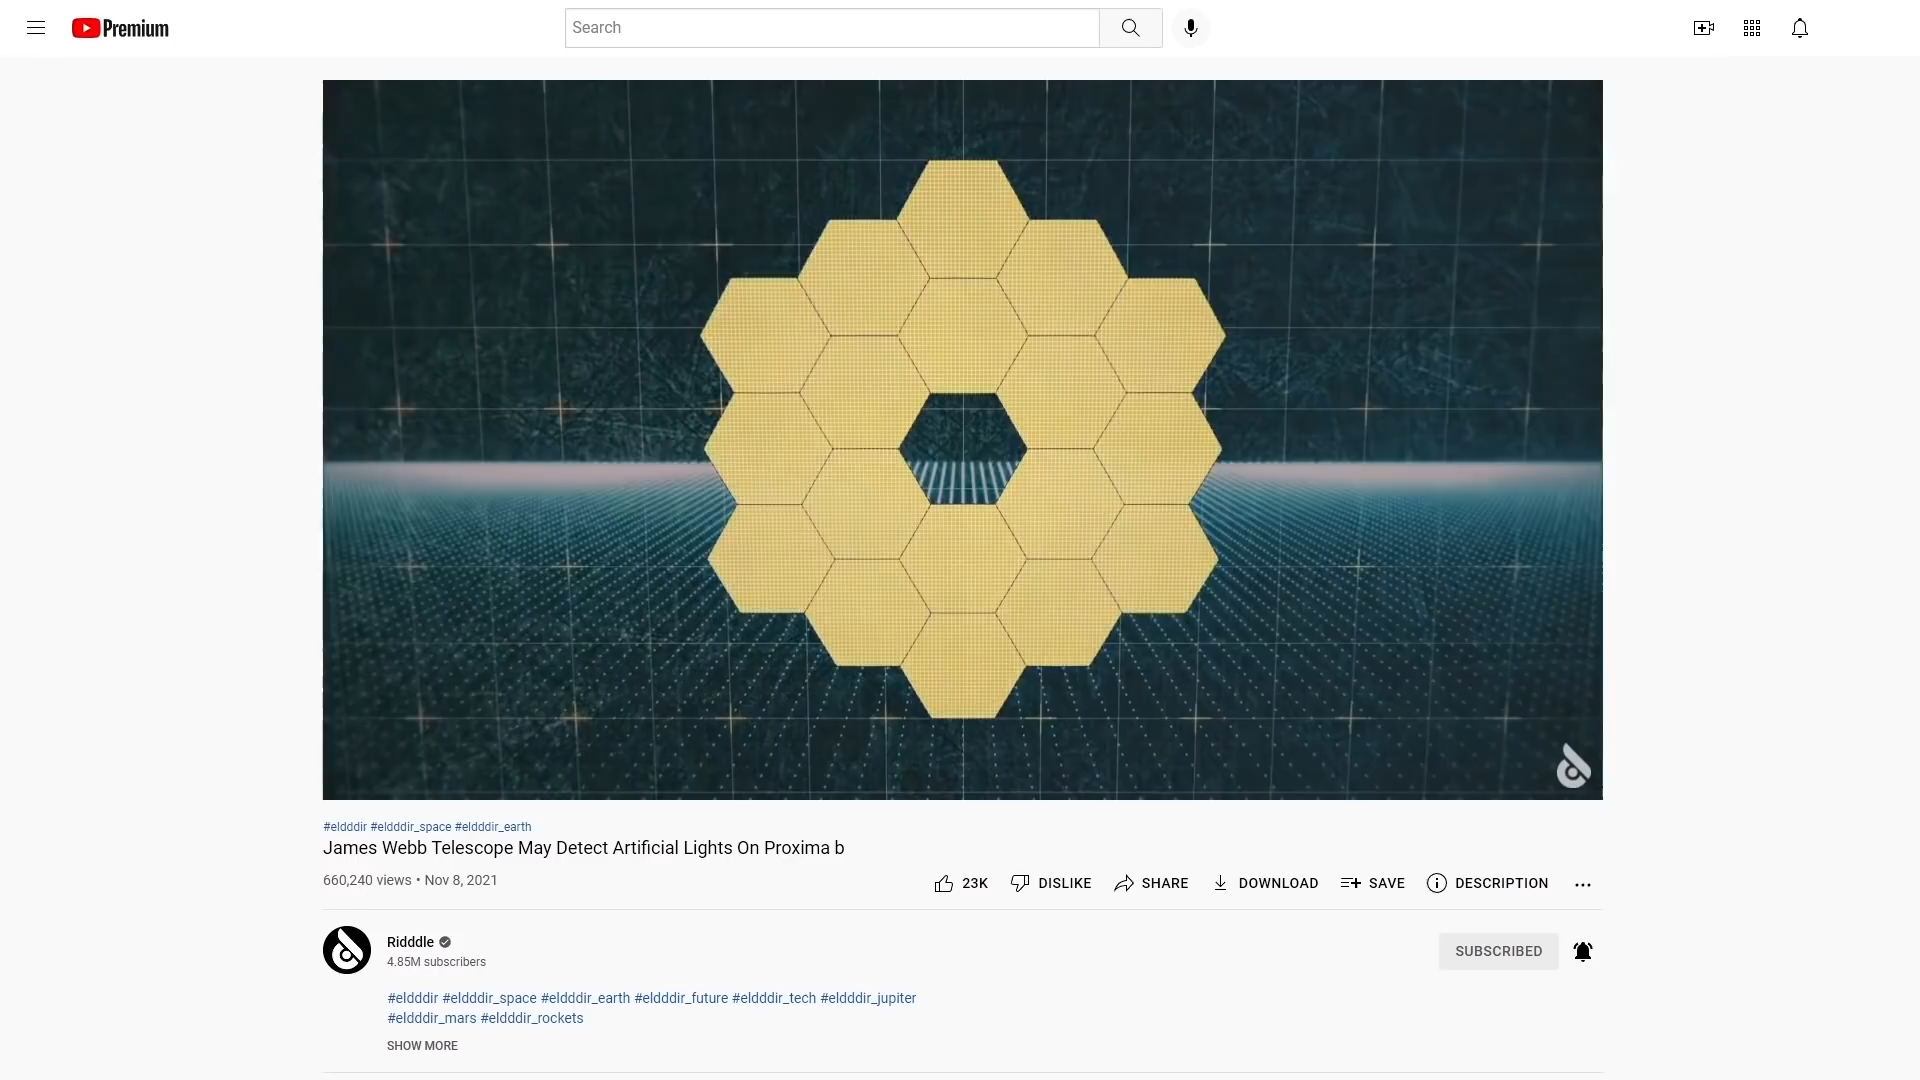 Premium
Search
#eldddir #eldddir_space #eldddir_earth
James Webb Telescope May Detect Artificial Lights On Proxima b
660,240 views • Nov 8, 2021
23K DISLIKE SHARE DOWNLOAD SAVE DESCRIPTION
Ridddle
4.85M subscribers
SUBSCRIBED
#eldddir #eldddir_space #eldddir_earth #eldddir_future #eldddir_tech #eldddir_jupiter
#eldddir_mars #eldddir_rockets
SHOW MORE